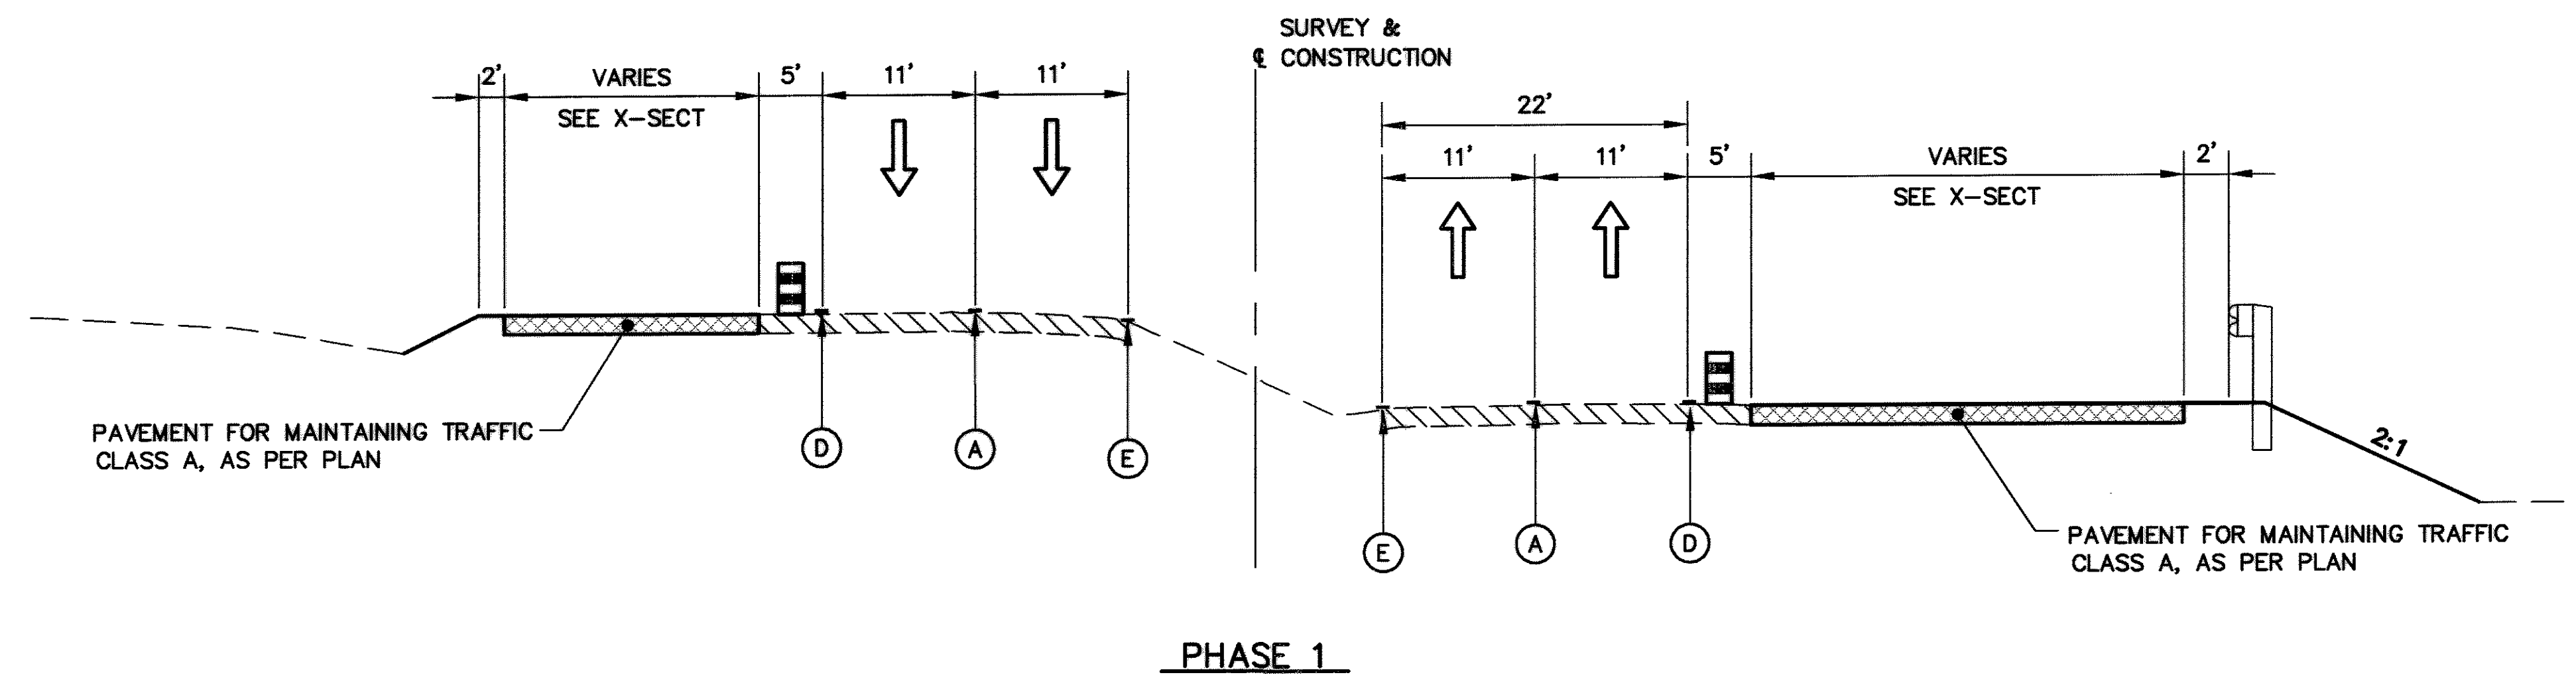 SURVEY &
℄ CONSTRUCTION
2' VARIES 5' 11' 11'
SEE X-SECT
22'
11' 11' 5' VARIES 2'
SEE X-SECT
PAVEMENT FOR MAINTAINING TRAFFIC
CLASS A, AS PER PLAN
D A E
2:1
E A D
PAVEMENT FOR MAINTAINING TRAFFIC
CLASS A, AS PER PLAN
PHASE 1